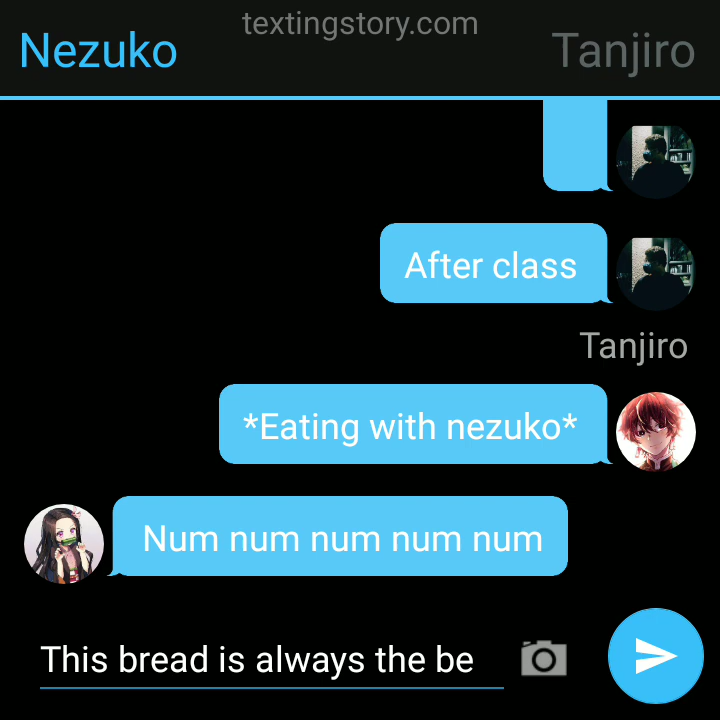 textingstory.com
Nezuko
Tanjiro
After class
Tanjiro
*Eating with nezuko*
Num num num num num
This bread is always the be